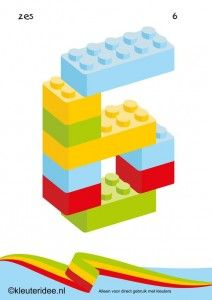 zes 6
©kleuteridee.nl
Alleen voor direct gebruik met kleuters